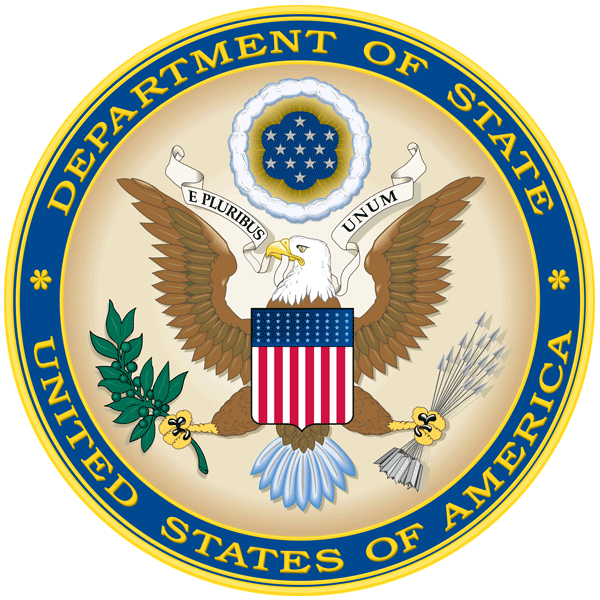 DEPARTMENT OF STATE
E PLURIBUS UNUM
UNITED STATES OF AMERICA